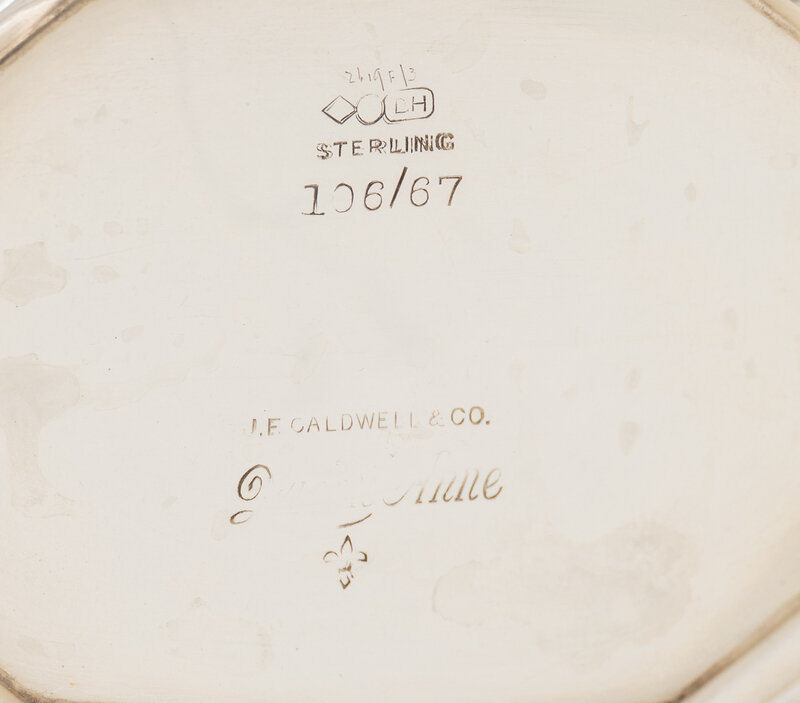 DH
STERLING
106/67
J.E. CALDWELL & CO.
Anne